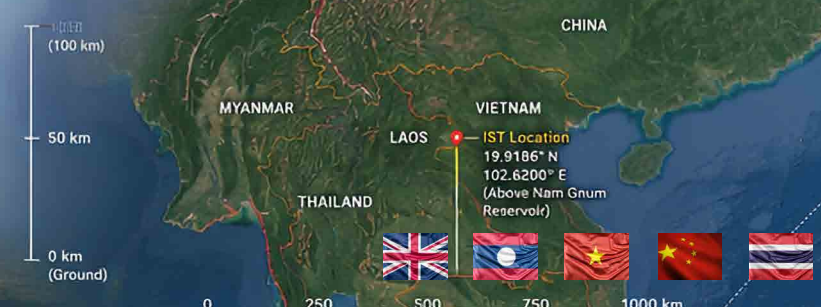 (100 km)
CHINA
MYANMAR
VIETNAM
50 km
LAOS
IST Location
19.9186° N
102.6200° E
(Above Nam Gnum
Reservoir)
THAILAND
0 km
(Ground)
0
250
500
750
1000 km